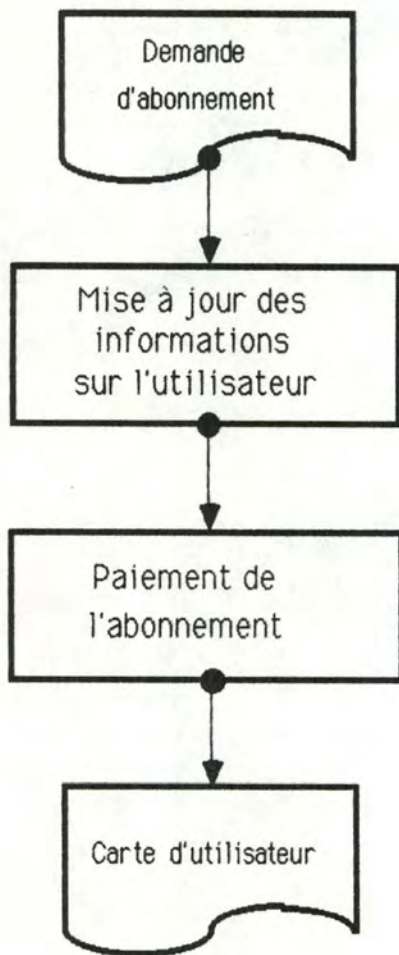 Demande
d'abonnement
Mise à jour des
informations
sur l'utilisateur
Paiement de
l'abonnement
Carte d'utilisateur